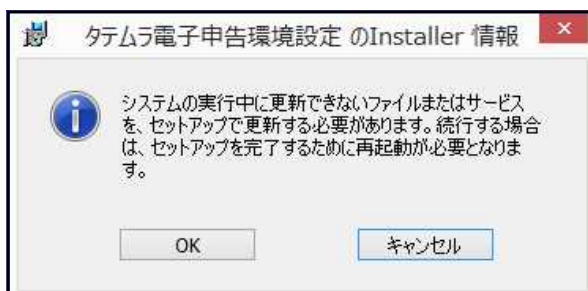 タテムラ電子申告環境設定 のInstaller 情報
システムの実行中に更新できないファイルまたはサービス
を、セットアップで更新する必要があります。続行する場合
は、セットアップを完了するために再起動が必要となりま
す。
OK
キャンセル